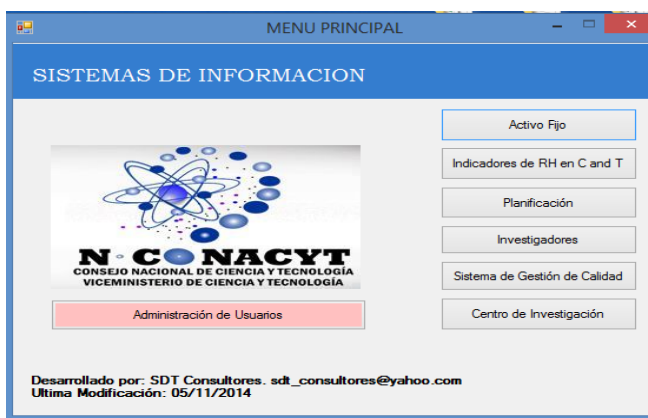 MENU PRINCIPAL
SISTEMAS DE INFORMACION
Activo Fijo
Indicadores de RH en C and T
Planificación
Investigadores
Sistema de Gestión de Calidad
Centro de Investigación
N·CONACYT
CONSEJO NACIONAL DE CIENCIA Y TECNOLOGÍA
VICEMINISTERIO DE CIENCIA Y TECNOLOGÍA
Administración de Usuarios
Desarrollado por: SDT Consultores. sdt_consultores@yahoo.com
Ultima Modificación: 05/11/2014